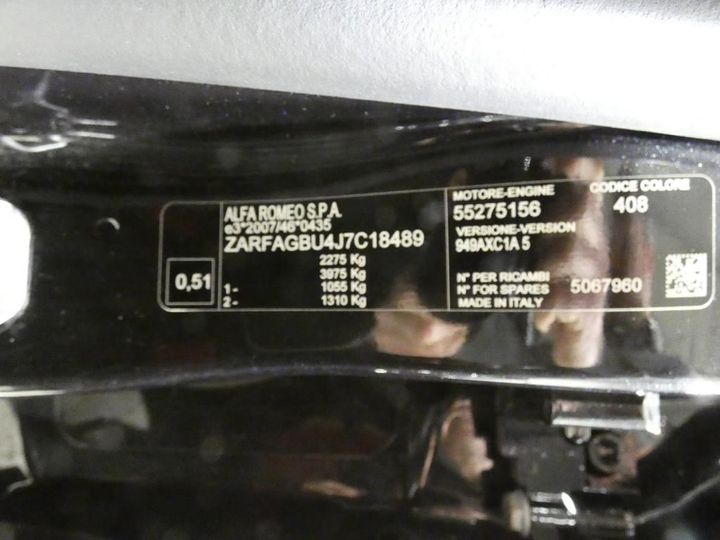 ALFA ROMEO S.P.A.
e3*2007/46*0435
ZARFAGBU4J7C18489
2275 Kg
3975 Kg
1- 1055 Kg
2- 1310 Kg
0,51
MOTORE-ENGINE
55275156
VERSIONE-VERSION
949AXC1A 5
N° PER RICAMBI
N° FOR SPARES 5067960
MADE IN ITALY
CODICE COLORE
408